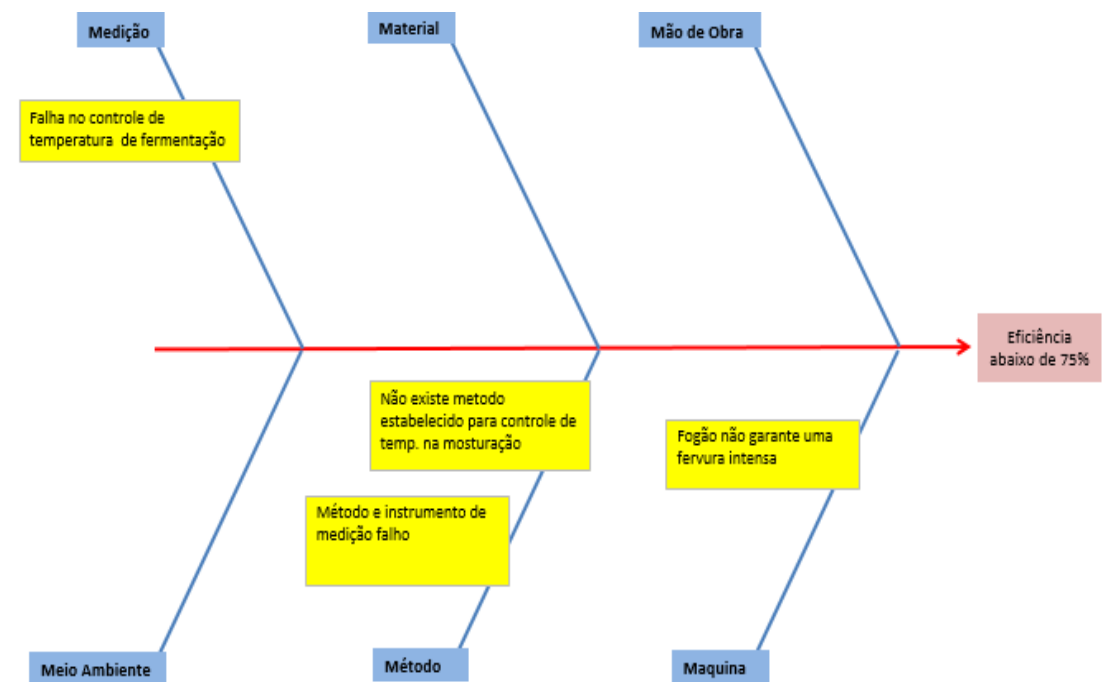 Medição
Material
Mão de Obra
Falha no controle de
temperatura de fermentação
Eficiência
abaixo de 75%
Não existe metodo
estabelecido para controle de
temp. na mosturação
Fogão não garante uma
fervura intensa
Método e instrumento de
medição falho
Meio Ambiente
Método
Maquina